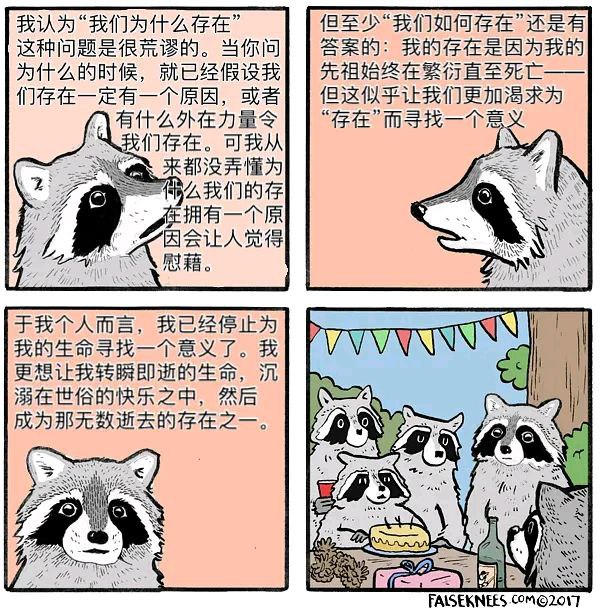 我认为“我们为什么存在”
这种问题是很荒谬的。当你问
为什么的时候，就已经假设我
们存在一定有一个原因，或者
有什么外在力量令
我们存在。可我从
来都没弄懂为
什么我们的存
在拥有一个原
因会让人觉得
慰藉。
但至少“我们如何存在”还是有
答案的：我的存在是因为我的
先祖始终在繁衍直至死亡——
但这似乎让我们更加渴求为
“存在”而寻找一个意义
于我个人而言，我已经停止为
我的生命寻找一个意义了。我
更想让我转瞬即逝的生命，沉
溺在世俗的快乐之中，然后
成为那无数逝去的存在之一。
FALSEKNEES.COM©2017